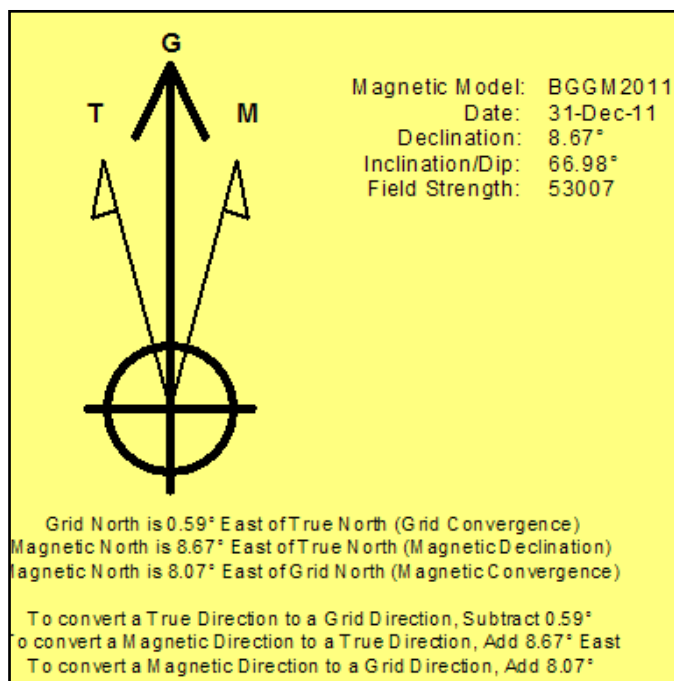 G
T
M
Magnetic Model: BGGM2011
Date: 31-Dec-11
Declination: 8.67°
Inclination/Dip: 66.98°
Field Strength: 53007
Grid North is 0.59° East of True North (Grid Convergence)
Magnetic North is 8.67° East of True North (Magnetic Declination)
Magnetic North is 8.07° East of Grid North (Magnetic Convergence)
To convert a True Direction to a Grid Direction, Subtract 0.59°
To convert a Magnetic Direction to a True Direction, Add 8.67° East
To convert a Magnetic Direction to a Grid Direction, Add 8.07°